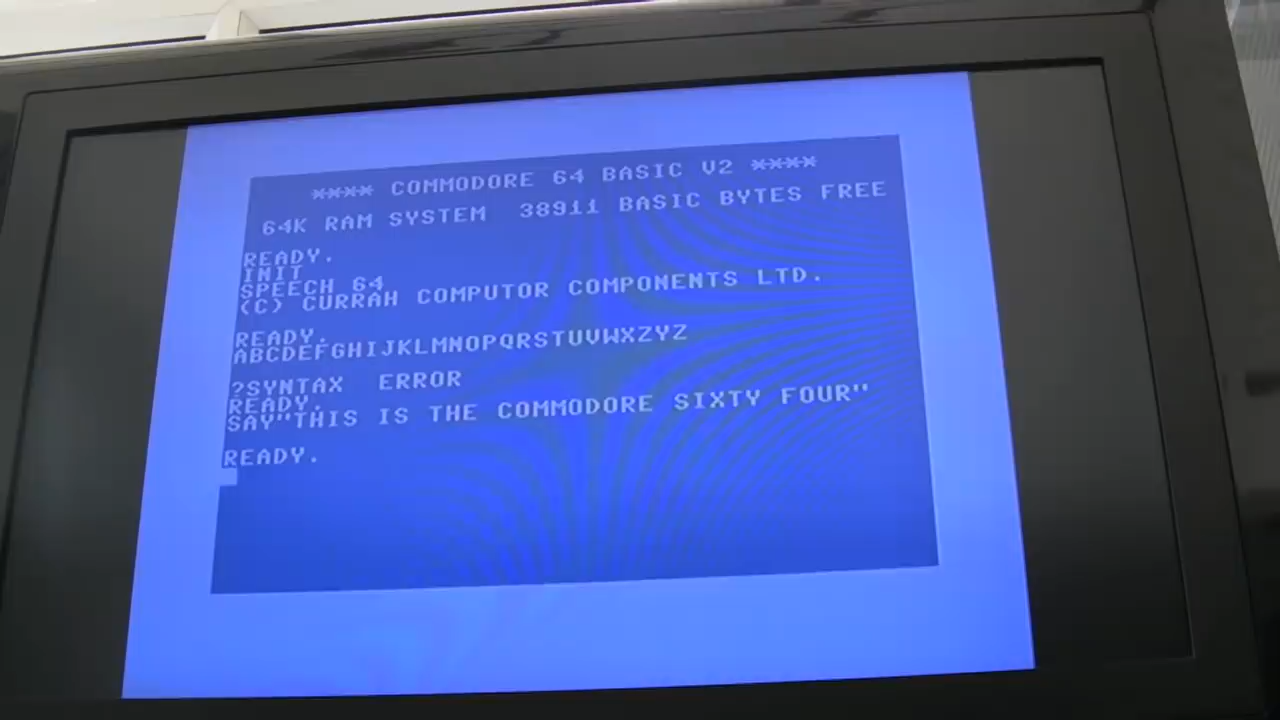 **** COMMODORE 64 BASIC V2 ****
64K RAM SYSTEM 38911 BASIC BYTES FREE
READY.
INIT
SPEECH 64
(C) CURRAH COMPUTOR COMPONENTS LTD.
READY.
ABCDEFGHIJKLMNOPQRSTUVWXZYZ
?SYNTAX ERROR
READY.
SAY"THIS IS THE COMMODORE SIXTY FOUR"
READY.